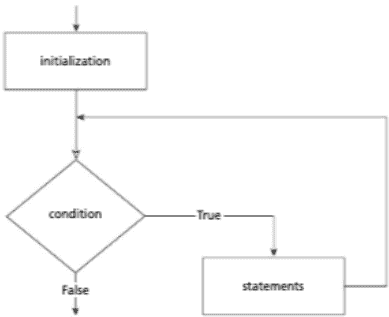 initialization
condition
True
statements
False